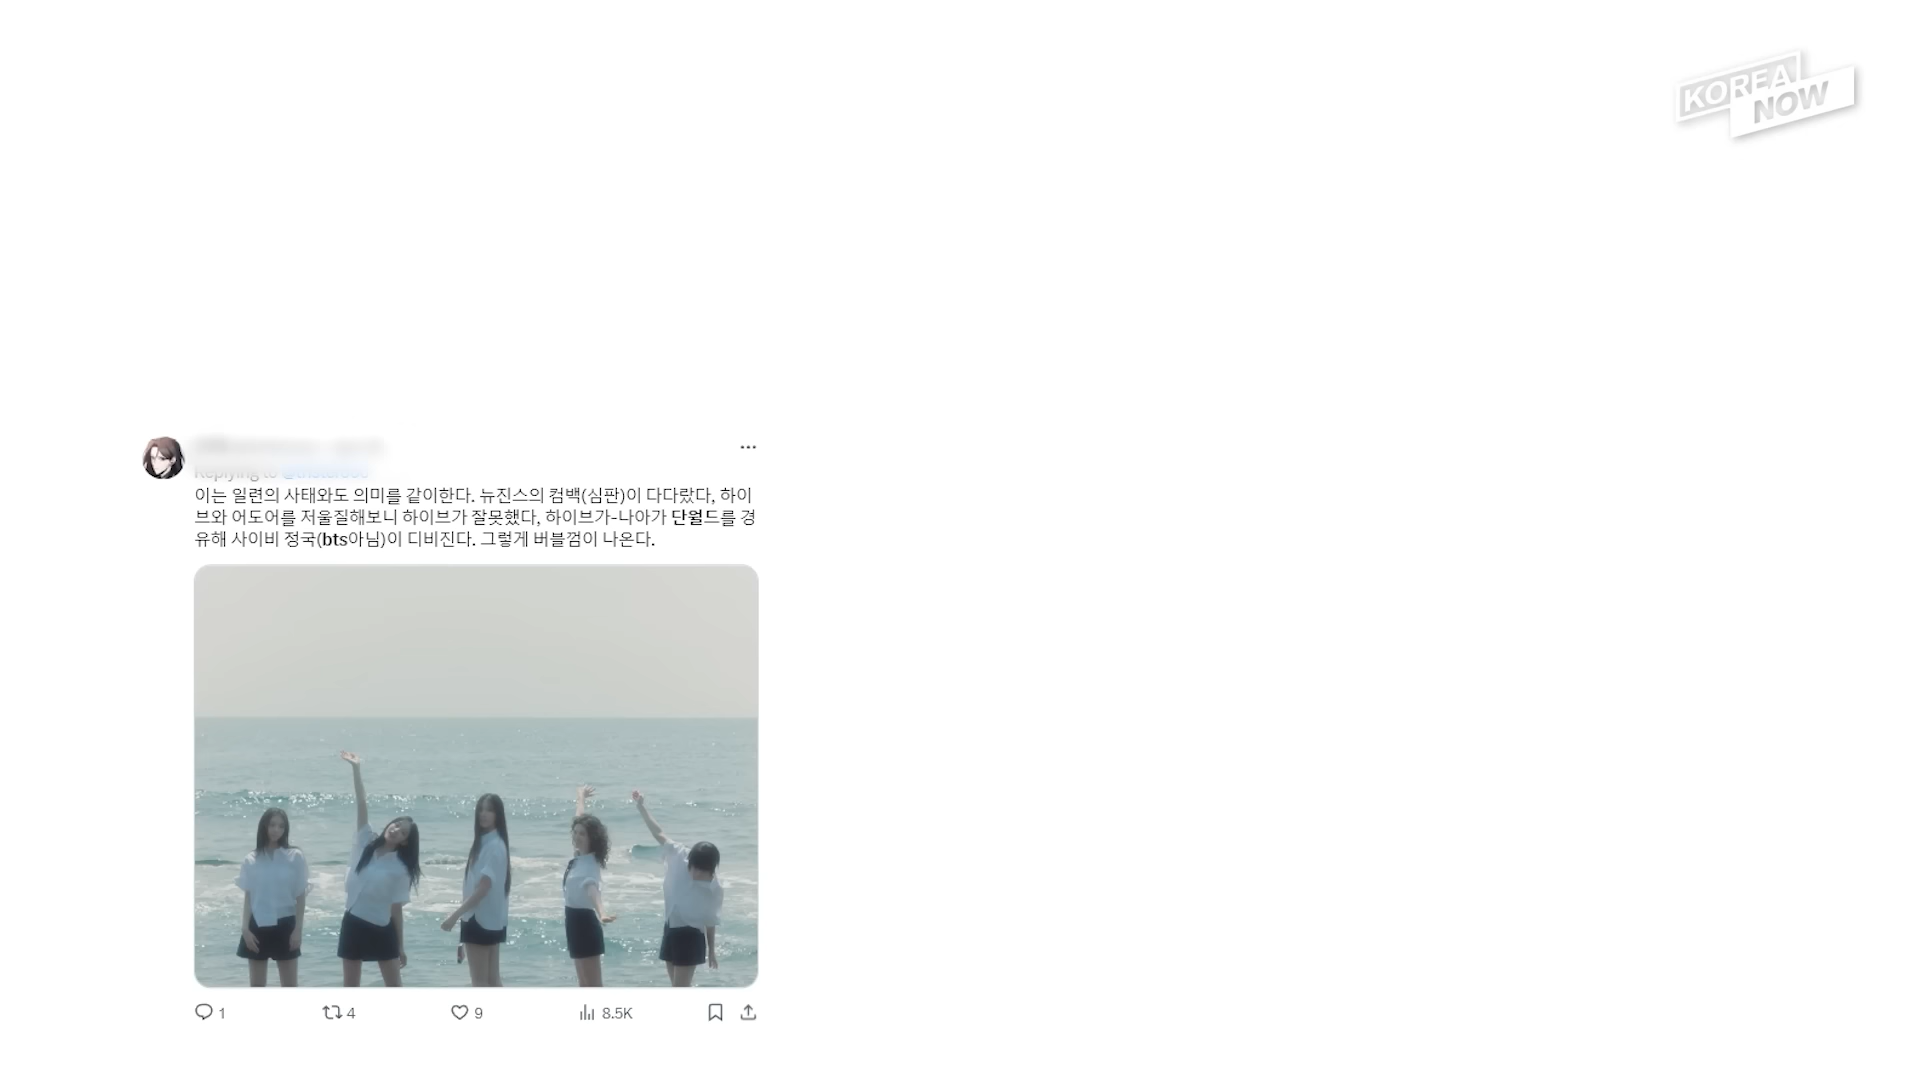 KOREA
NOW
Replying to
이는 일련의 사태와도 의미를 같이한다. 뉴진스의 컴백(심판)이 다다랐다, 하이
브와 어도어를 저울질해보니 하이브가 잘못했다, 하이브가-나아가 단월드를 경
유해 사이비 정국(bts아님)이 디비진다. 그렇게 버블껌이 나온다.
1
4
9
8.5K